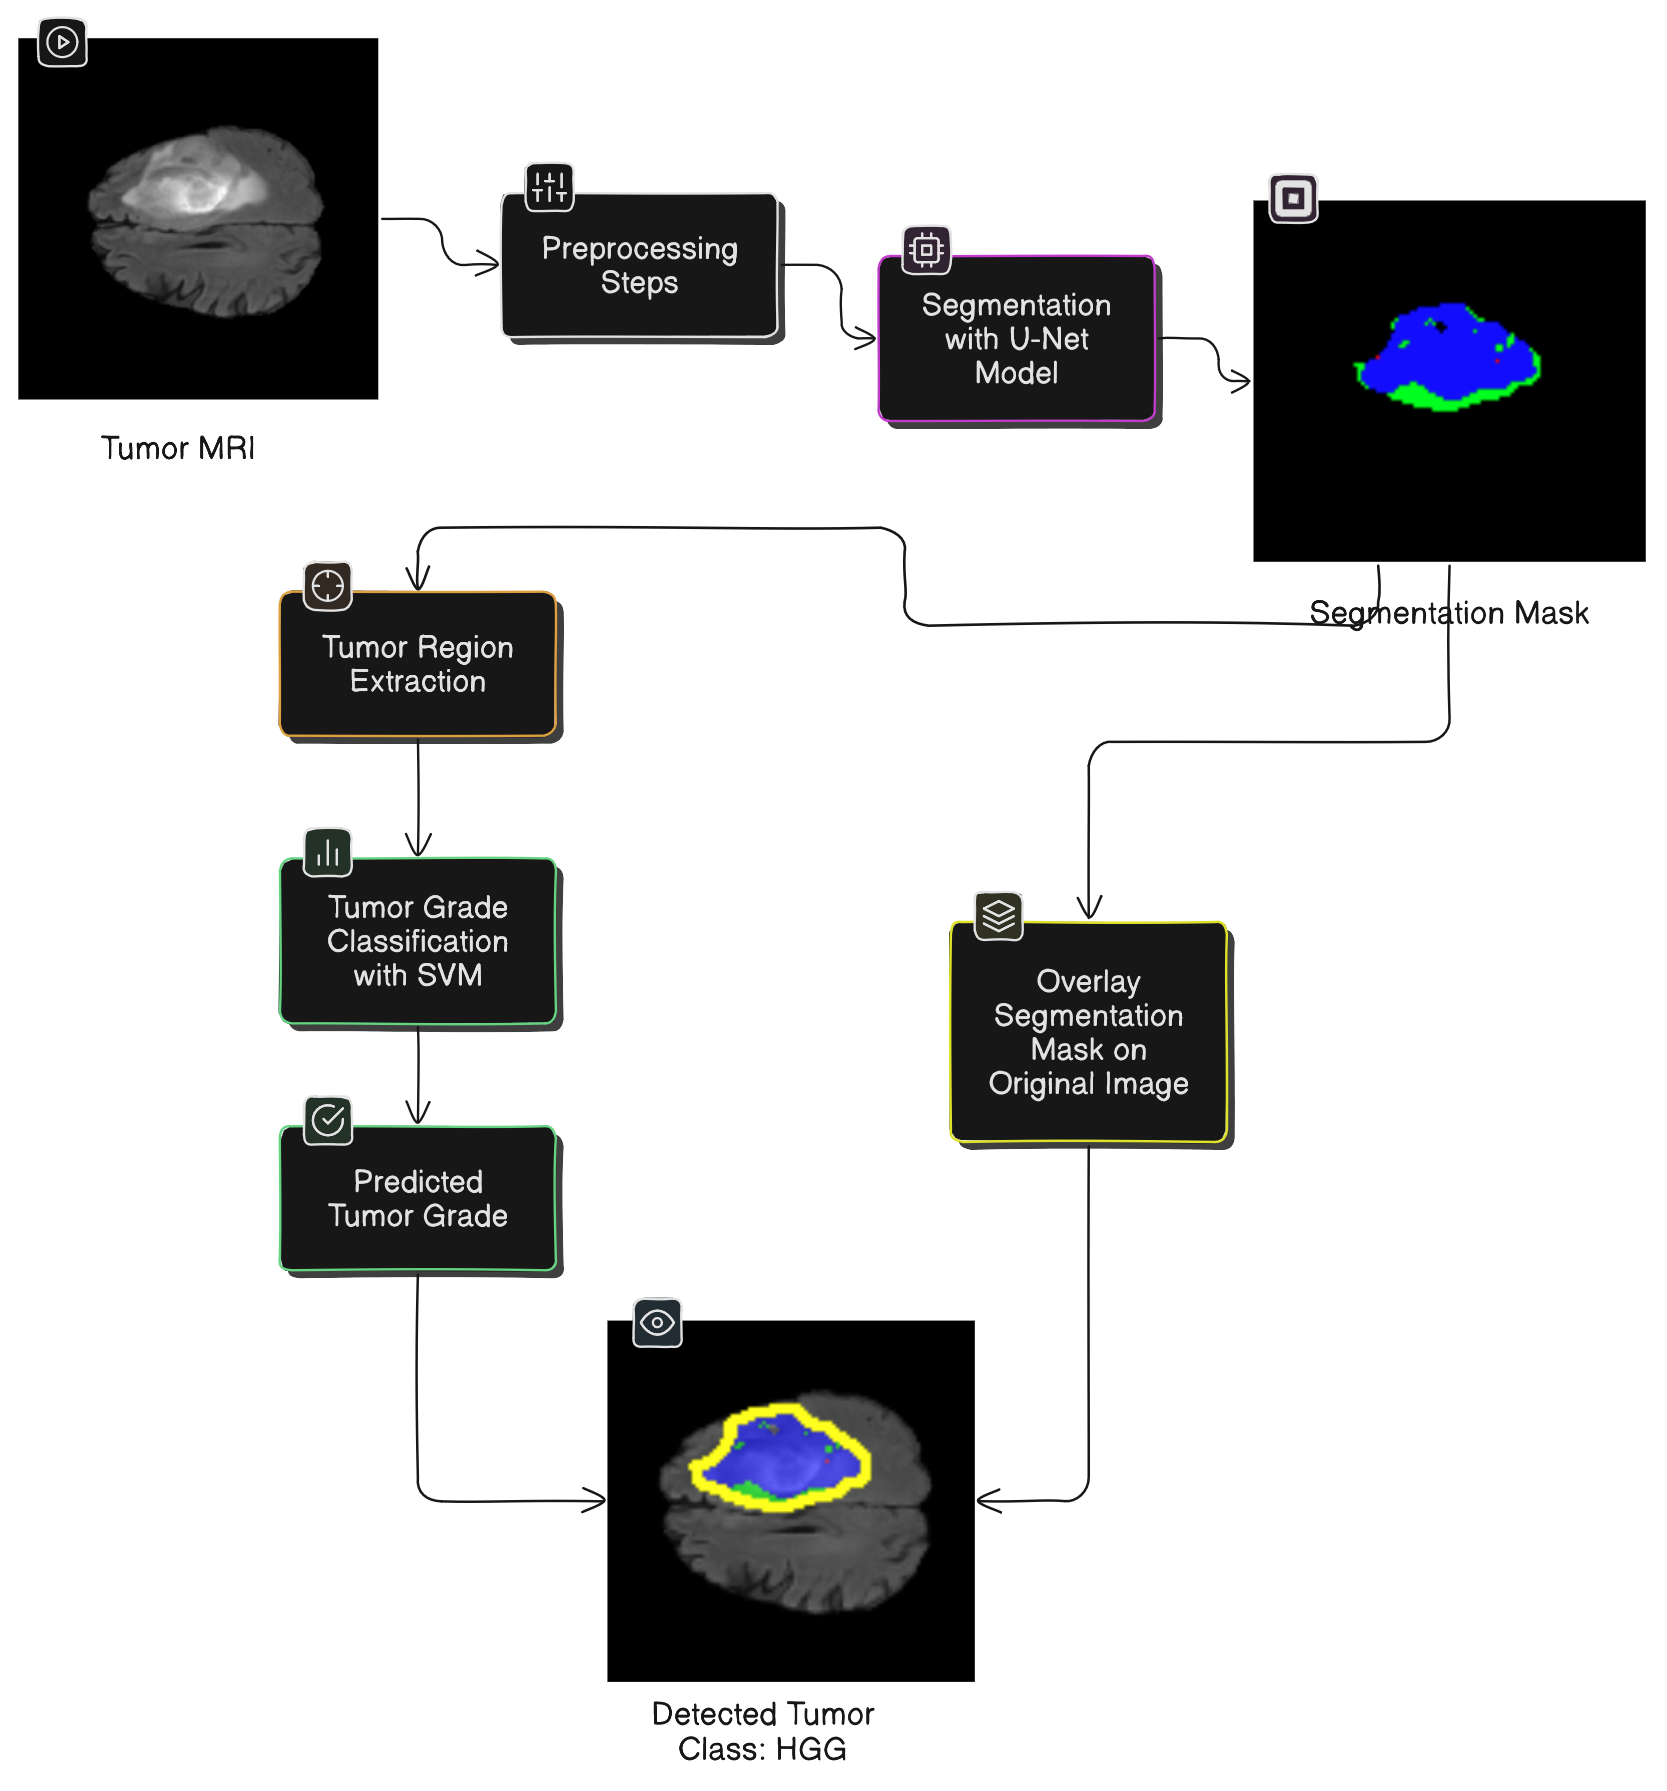 Tumor MRI
Preprocessing
Steps
Segmentation
with U-Net
Model
Segmentation Mask
Tumor Region
Extraction
Tumor Grade
Classification
with SVM
Predicted
Tumor Grade
Overlay
Segmentation
Mask on
Original Image
Detected Tumor
Class: HGG